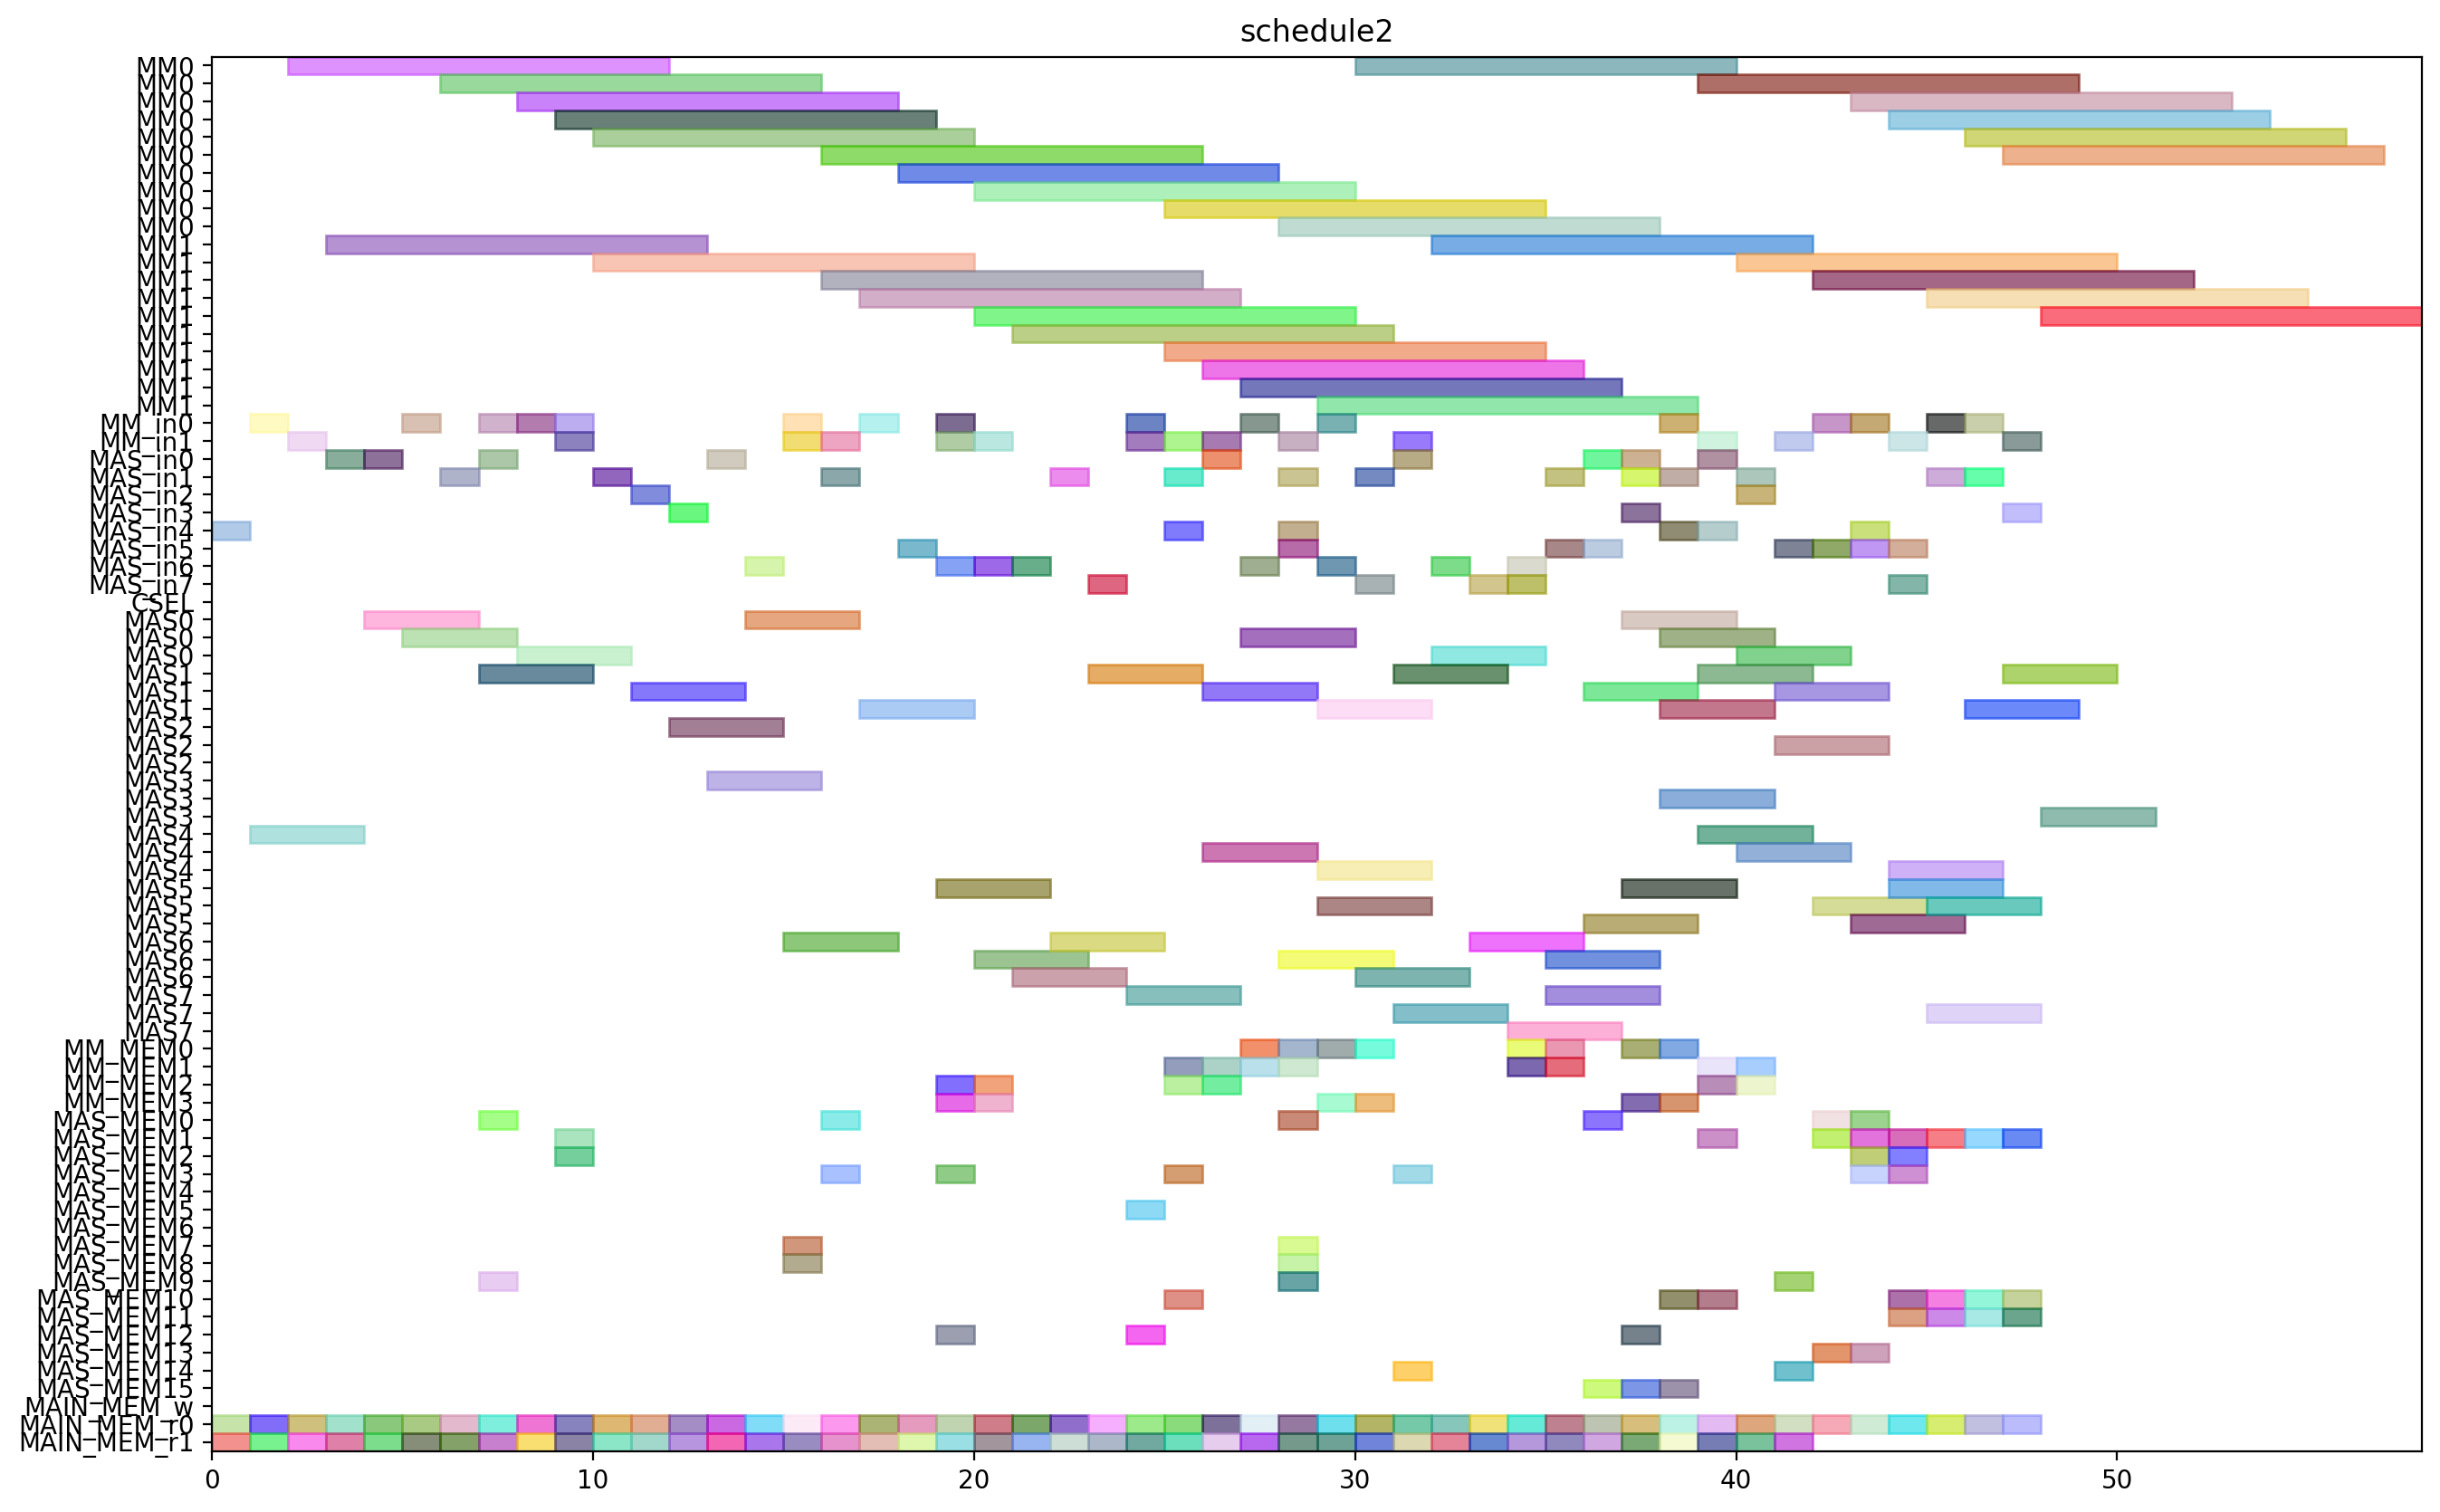 schedule2
MM0
MM0
MM0
MM0
MM0
MM0
MM0
MM0
MM0
MM0
MM1
MM1
MM1
MM1
MM1
MM1
MM1
MM1
MM1
MM1
MM_in0
MM_in1
MAS_in0
MAS_in1
MAS_in2
MAS_in3
MAS_in4
MAS_in5
MAS_in6
MAS_in7
CSEL
MAS0
MAS0
MAS0
MAS1
MAS1
MAS1
MAS2
MAS2
MAS2
MAS3
MAS3
MAS3
MAS4
MAS4
MAS4
MAS5
MAS5
MAS5
MAS6
MAS6
MAS6
MAS7
MAS7
MAS7
MM_MEM0
MM_MEM1
MM_MEM2
MM_MEM3
MAS_MEM0
MAS_MEM1
MAS_MEM2
MAS_MEM3
MAS_MEM4
MAS_MEM5
MAS_MEM6
MAS_MEM7
MAS_MEM8
MAS_MEM9
MAS_MEM10
MAS_MEM11
MAS_MEM12
MAS_MEM13
MAS_MEM14
MAS_MEM15
MAIN_MEM_w
MAIN_MEM_r0
MAIN_MEM_r1
0 10 20 30 40 50